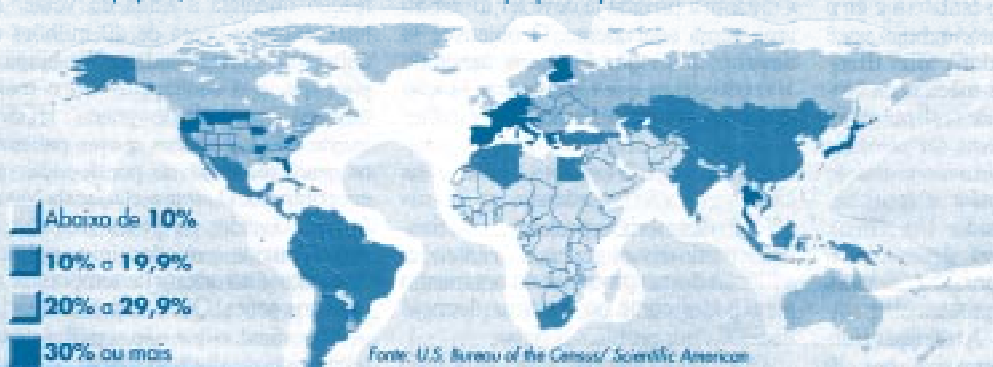 Abaixo de 10%
10% a 19,9%
20% a 29,9%
30% ou mais
Fonte: U.S. Bureau of the Census/ Scientific American